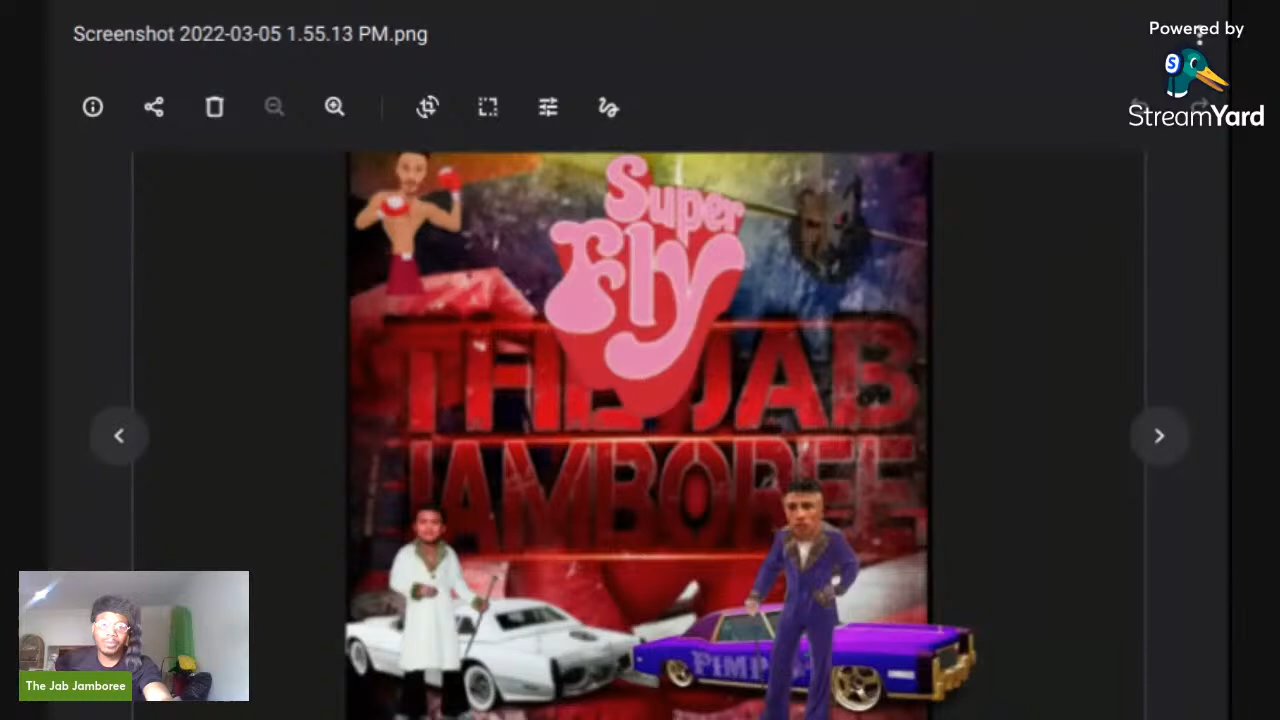 Screenshot 2022-03-05 1.55.13 PM.png
Powered by
S
StreamYard
Super
Fly
THE JAB
JAMBOREE
The Jab Jamboree